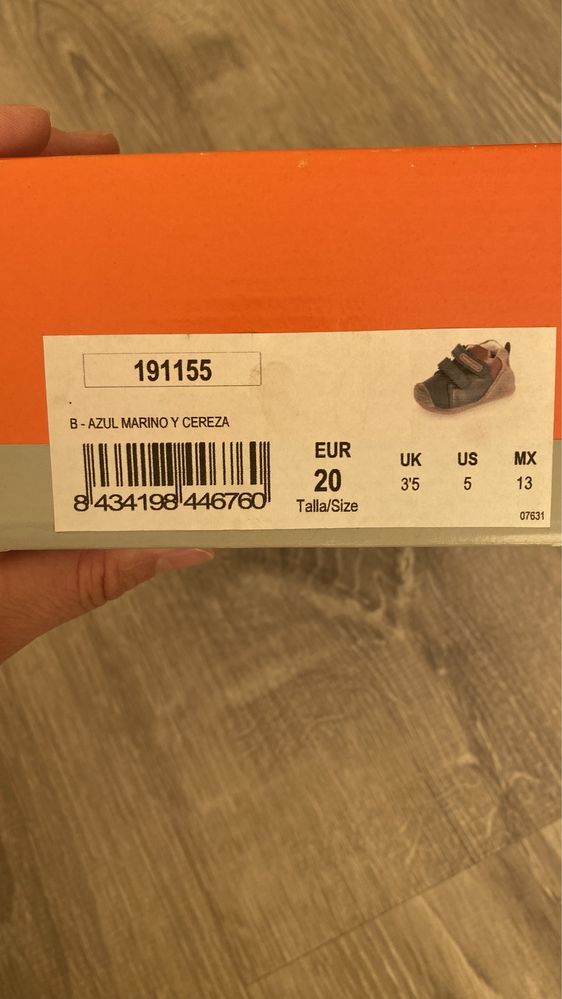 191155
B - AZUL MARINO Y CEREZA
8 434198 446760
EUR
20
Talla/Size
UK US MX
3'5 5 13
07631